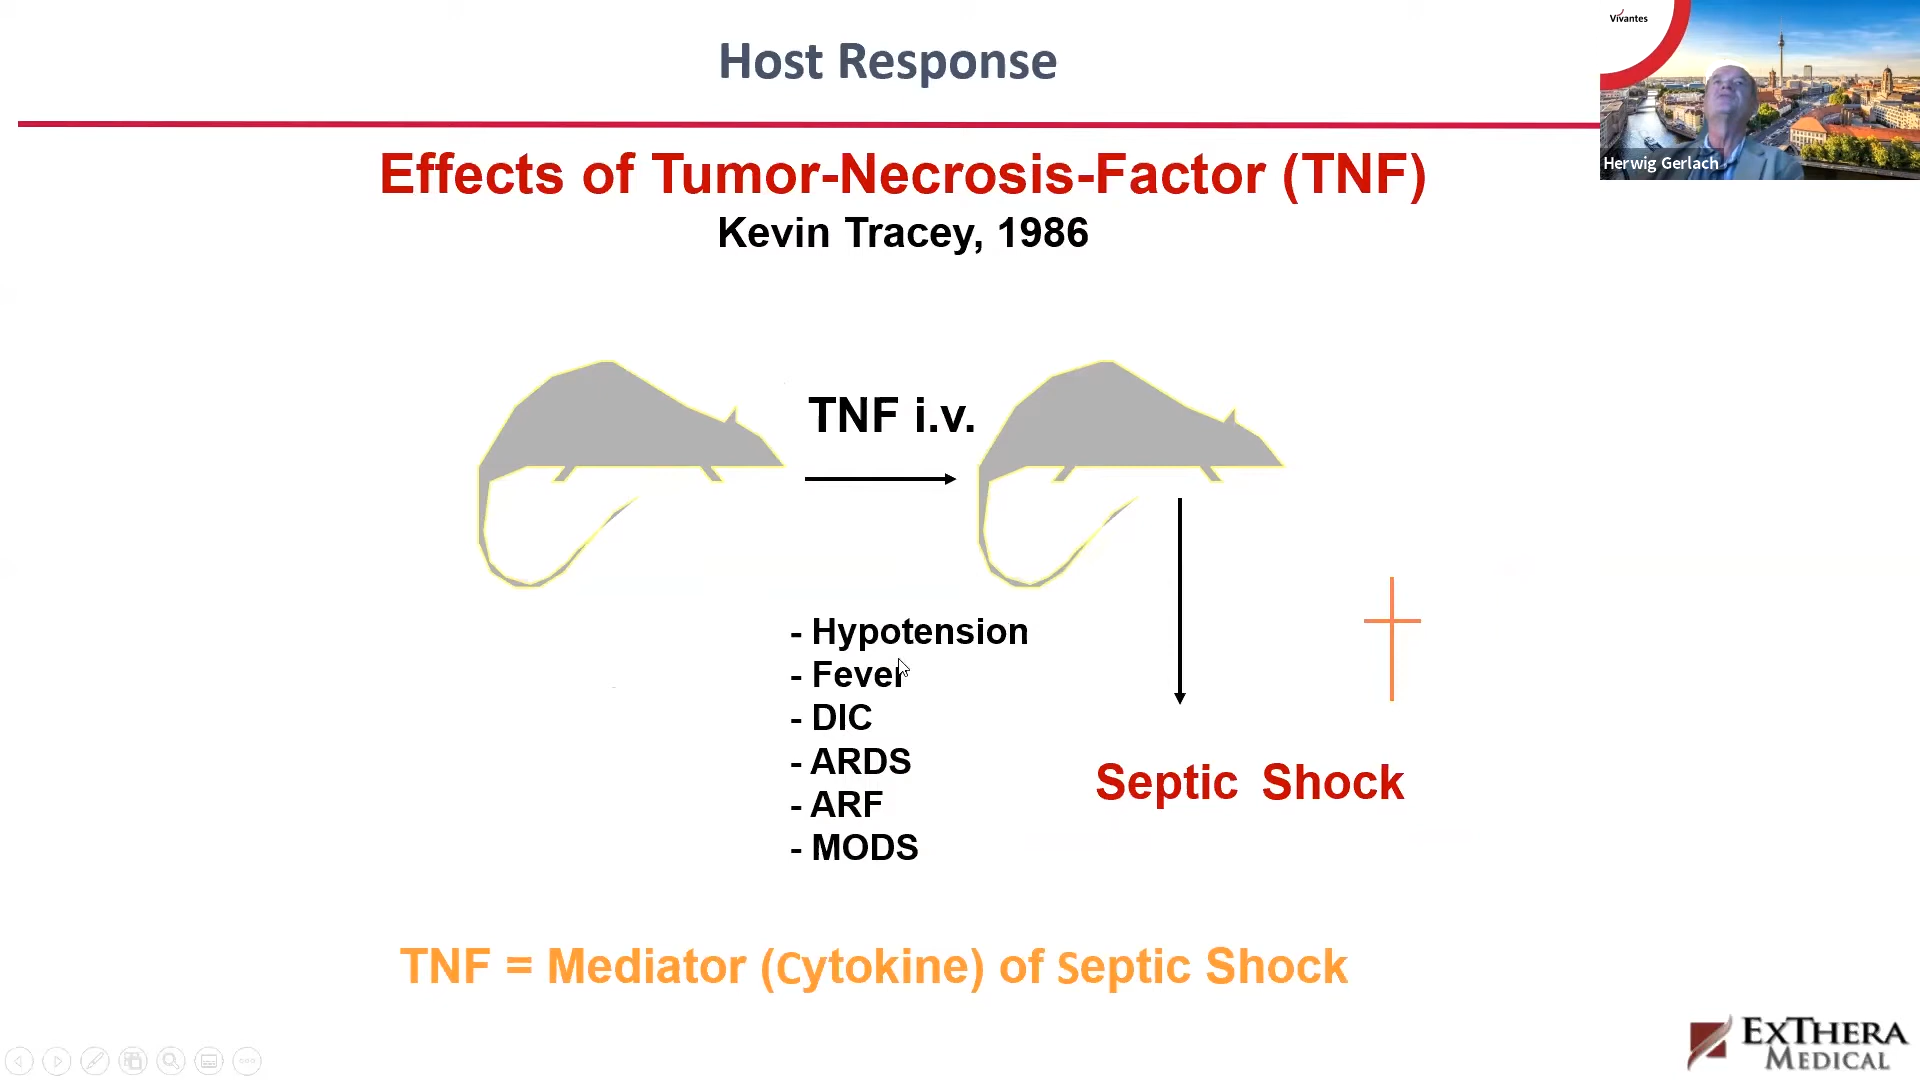 Host Response
Vivantes
Herwig Gerlach
Effects of Tumor-Necrosis-Factor (TNF)
Kevin Tracey, 1986
TNF i.v.
- Hypotension
- Fever
- DIC
- ARDS
- ARF
- MODS
Septic Shock
TNF = Mediator (Cytokine) of Septic Shock
EXTHERA
MEDICAL